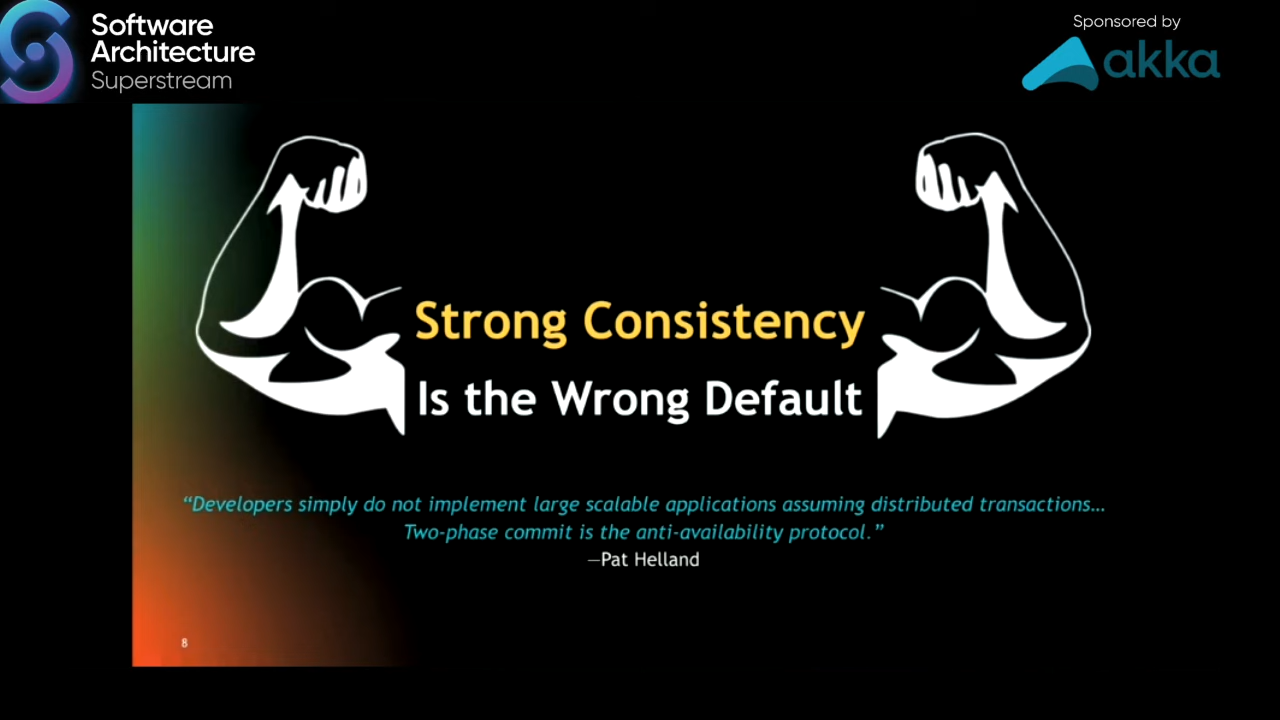 Software
Architecture
Superstream
Sponsored by
akka
Strong Consistency
Is the Wrong Default
“Developers simply do not implement large scalable applications assuming distributed transactions…
Two-phase commit is the anti-availability protocol.”
—Pat Helland
8